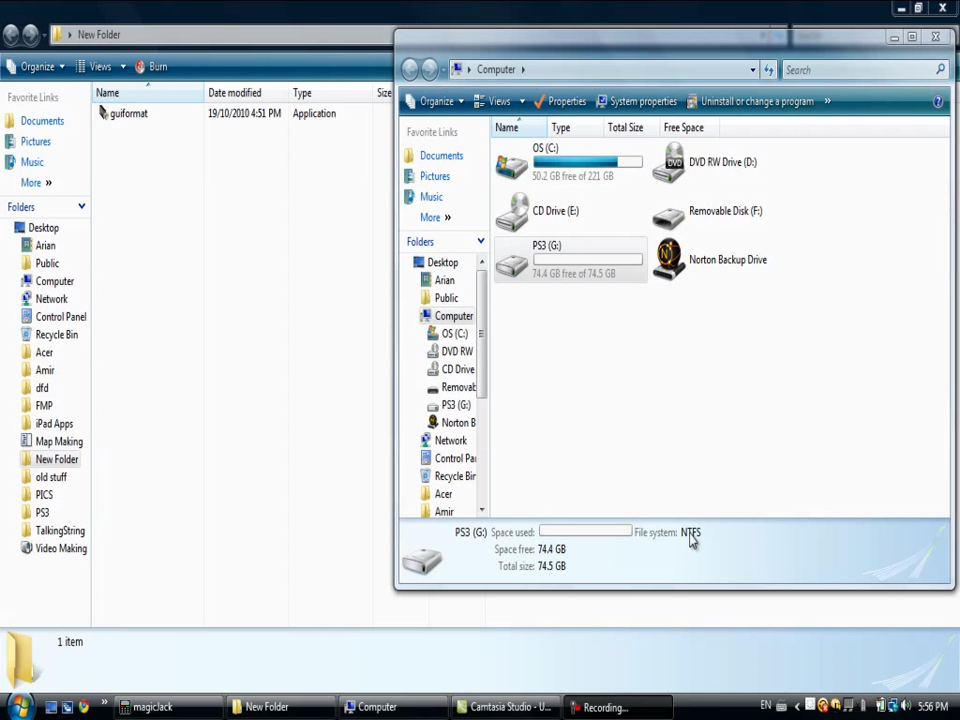 New Folder
Organize Views Burn
Favorite Links
Documents
Pictures
Music
More »
Folders
Desktop
Arian
Public
Computer
Network
Control Panel
Recycle Bin
Acer
Amir
dfd
FMP
iPad Apps
Map Making
New Folder
old stuff
PICS
PS3
TalkingString
Video Making
Name Date modified Type Size
guiformat 19/10/2010 4:51 PM Application
1 item
Computer
Search
Organize Views Properties System properties Uninstall or change a program »
Favorite Links
Documents
Pictures
Music
More »
Folders
Desktop
Arian
Public
Computer
OS (C:)
DVD RW
CD Drive
Removab
PS3 (G:)
Norton B
Network
Control Pa
Recycle Bin
Acer
Amir
Name Type Total Size Free Space
OS (C:)
50.2 GB free of 221 GB
DVD RW Drive (D:)
DVD
CD Drive (E:)
Removable Disk (F:)
PS3 (G:)
74.4 GB free of 74.5 GB
Norton Backup Drive
PS3 (G:) Space used: File system: NTFS
Space free: 74.4 GB
Total size: 74.5 GB
» magicJack New Folder Computer Camtasia Studio - U... Recording... EN 5:56 PM